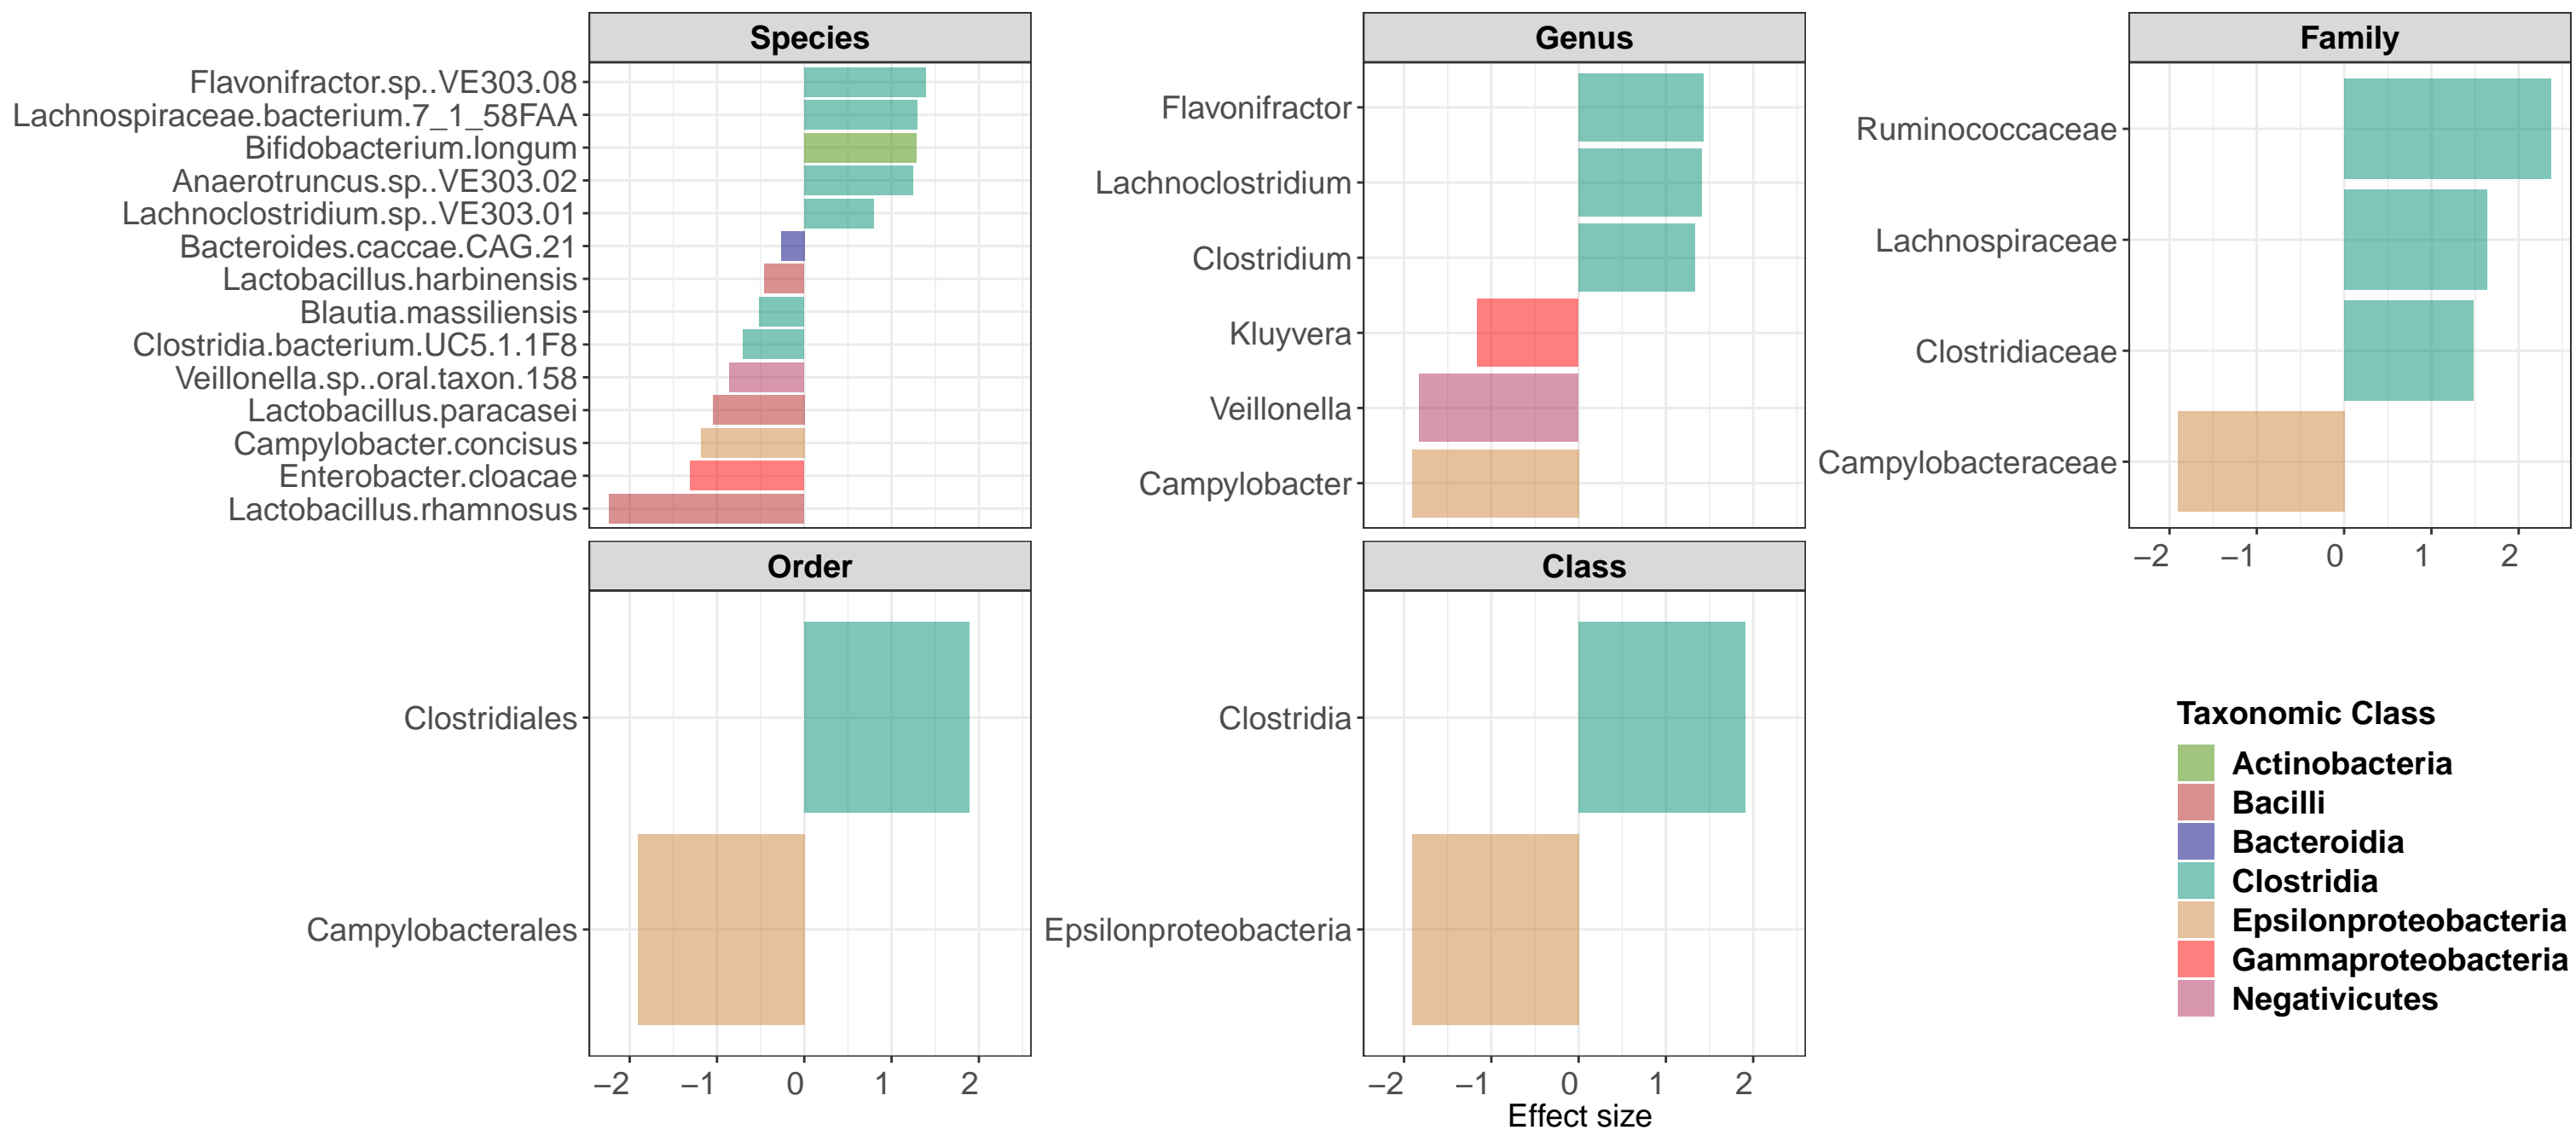 Species
Flavonifractor.sp..VE303.08
Lachnospiraceae.bacterium.7_1_58FAA
Bifidobacterium.longum
Anaerotruncus.sp..VE303.02
Lachnoclostridium.sp..VE303.01
Bacteroides.caccae.CAG.21
Lactobacillus.harbinensis
Blautia.massiliensis
Clostridia.bacterium.UC5.1.1F8
Veillonella.sp..oral.taxon.158
Lactobacillus.paracasei
Campylobacter.concisus
Enterobacter.cloacae
Lactobacillus.rhamnosus
Genus
Flavonifractor
Lachnoclostridium
Clostridium
Kluyvera
Veillonella
Campylobacter
Family
Ruminococcaceae
Lachnospiraceae
Clostridiaceae
Campylobacteraceae
−2 −1 0 1 2
Order
Clostridiales
Campylobacterales
−2 −1 0 1 2
Class
Clostridia
Epsilonproteobacteria
−2 −1 0 1 2
Effect size
Taxonomic Class
Actinobacteria
Bacilli
Bacteroidia
Clostridia
Epsilonproteobacteria
Gammaproteobacteria
Negativicutes